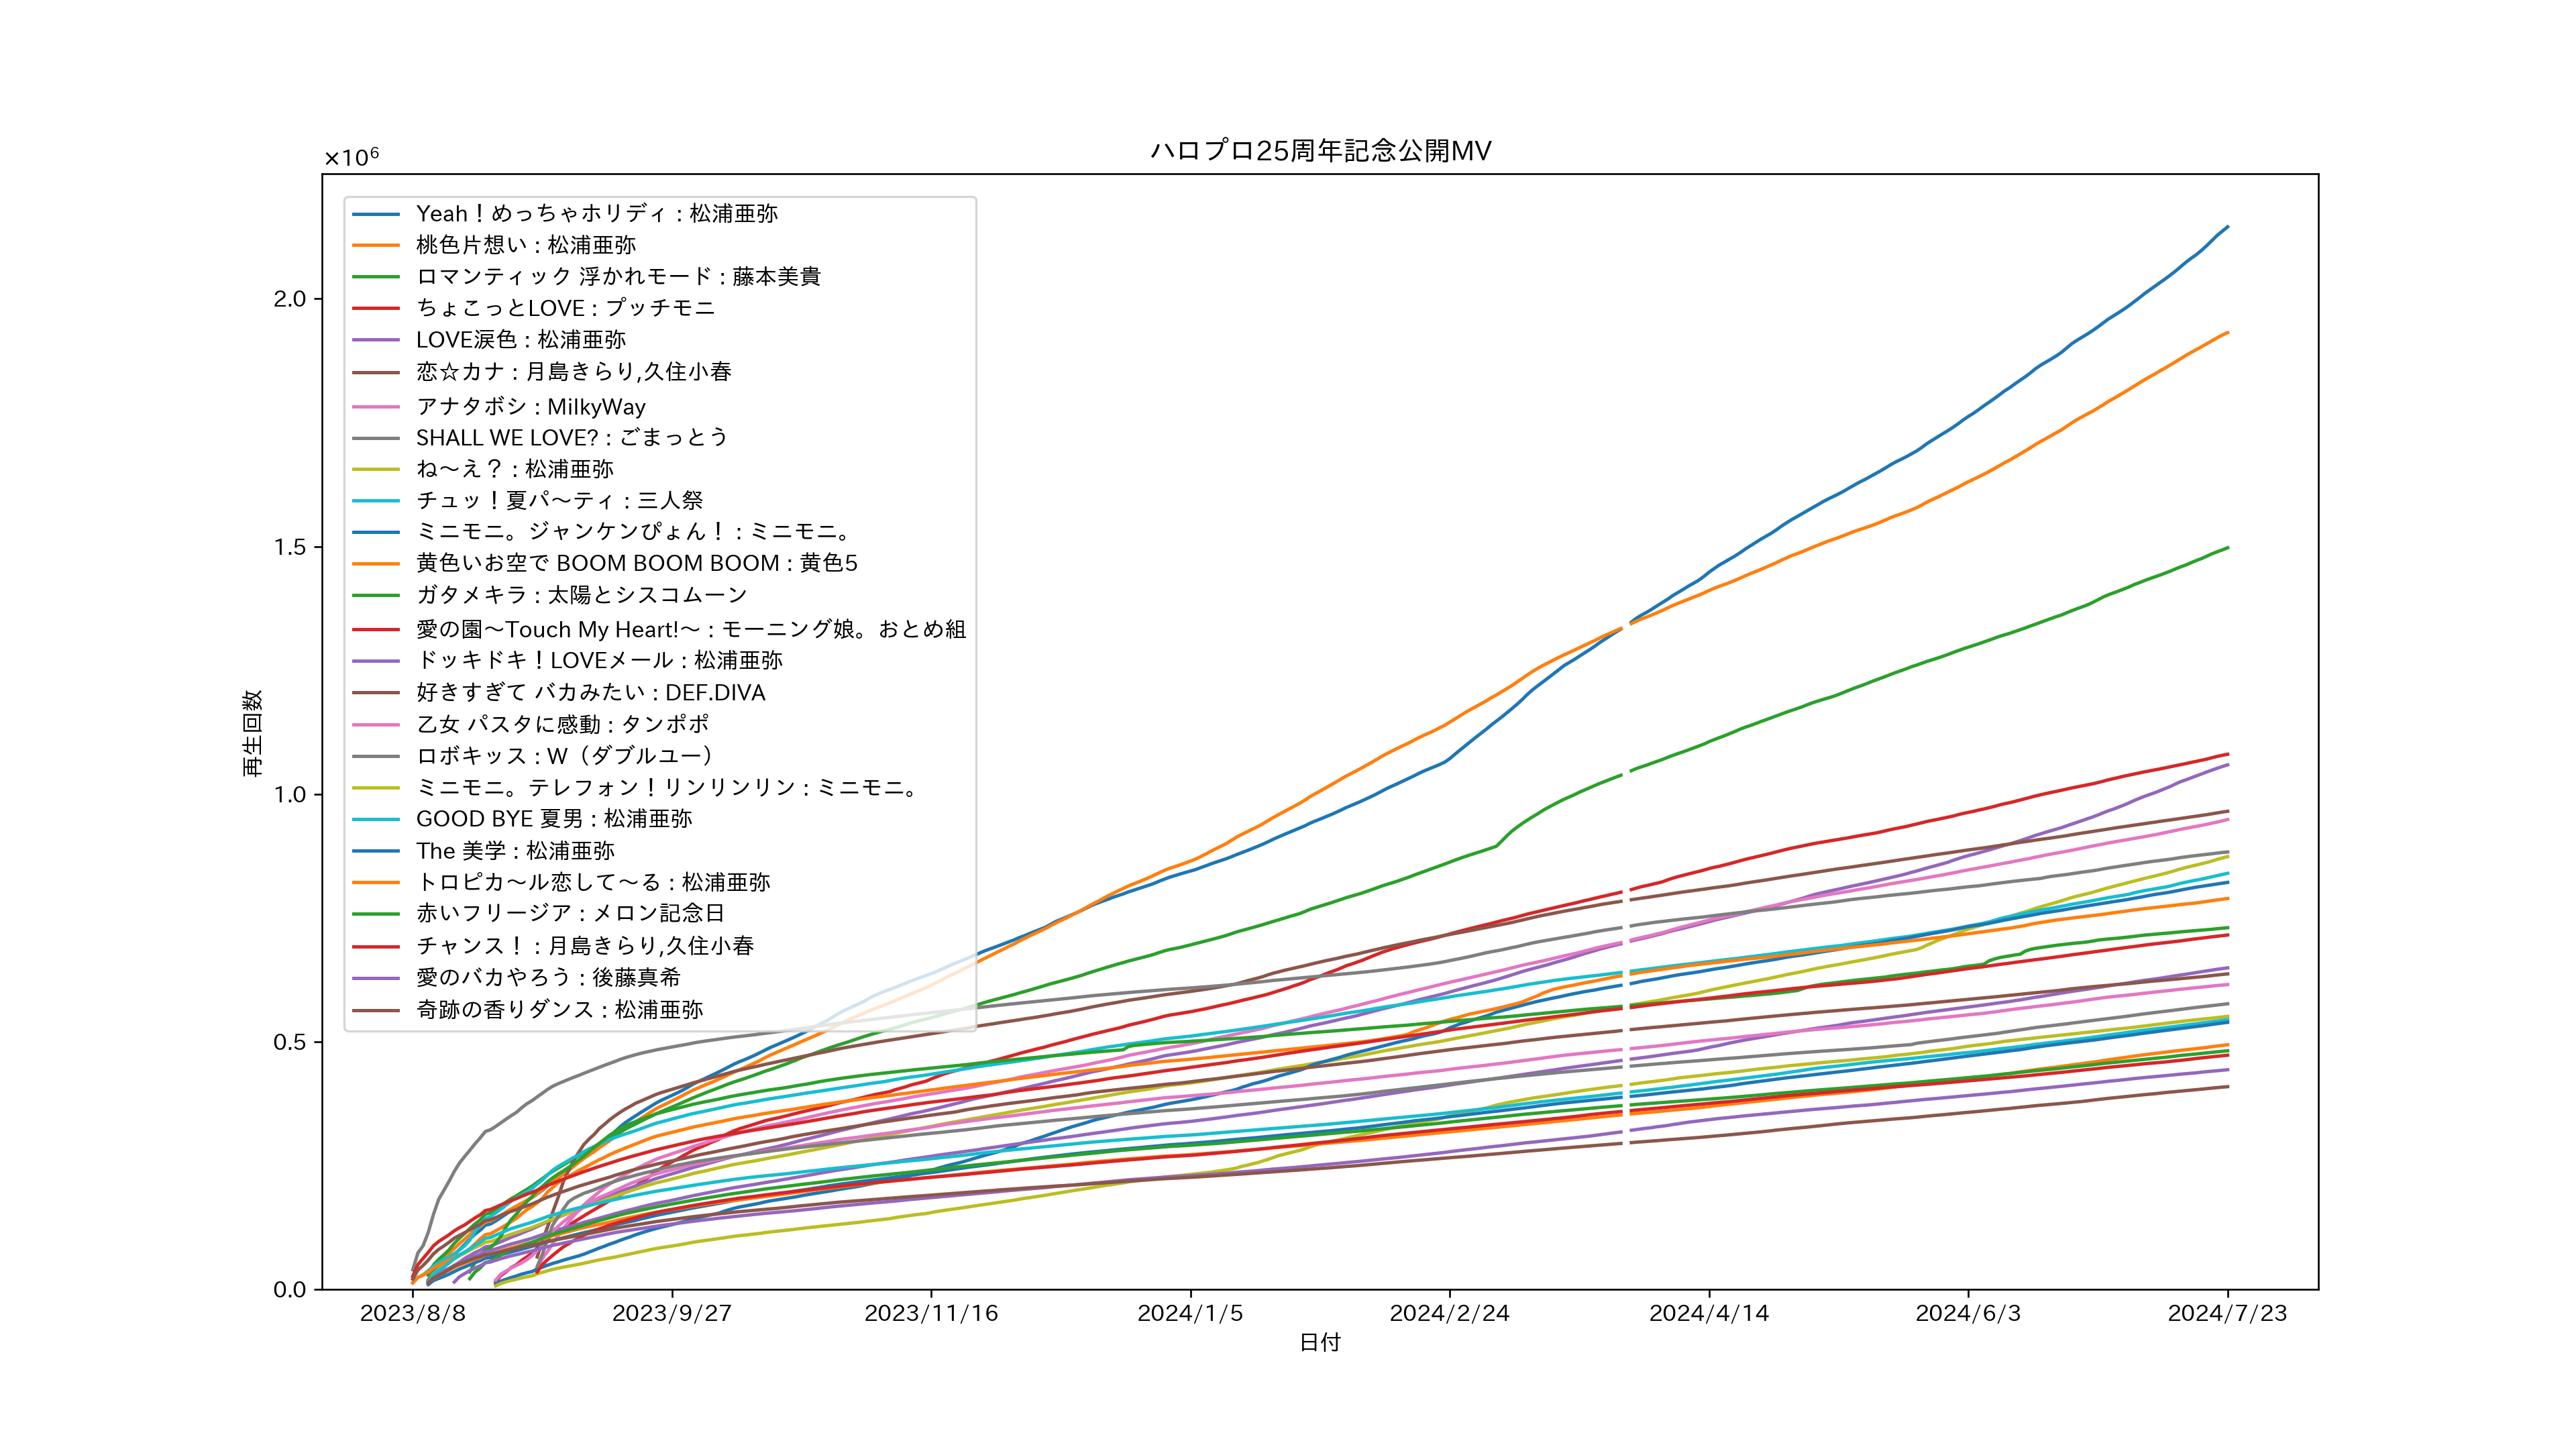 ハロプロ25周年記念公開MV
×10⁶
Yeah！めっちゃホリディ : 松浦亜弥
桃色片想い : 松浦亜弥
ロマンティック 浮かれモード : 藤本美貴
ちょこっとLOVE : プッチモニ
LOVE涙色 : 松浦亜弥
恋☆カナ : 月島きらり,久住小春
アナタボシ : MilkyWay
SHALL WE LOVE? : ごまっとう
ね〜え？ : 松浦亜弥
チュッ！夏パ〜ティ : 三人祭
ミニモニ。ジャンケンぴょん！ : ミニモニ。
黄色いお空で BOOM BOOM BOOM : 黄色5
ガタメキラ : 太陽とシスコムーン
愛の園〜Touch My Heart!〜 : モーニング娘。おとめ組
ドッキドキ！LOVEメール : 松浦亜弥
好きすぎて バカみたい : DEF.DIVA
乙女 パスタに感動 : タンポポ
ロボキッス : W（ダブルユー）
ミニモニ。テレフォン！リンリンリン : ミニモニ。
GOOD BYE 夏男 : 松浦亜弥
The 美学 : 松浦亜弥
トロピカ〜ル恋して〜る : 松浦亜弥
赤いフリージア : メロン記念日
チャンス！ : 月島きらり,久住小春
愛のバカやろう : 後藤真希
奇跡の香りダンス : 松浦亜弥
2.0
1.5
1.0
0.5
0.0
再生回数
2023/8/8
2023/9/27
2023/11/16
2024/1/5
2024/2/24
2024/4/14
2024/6/3
2024/7/23
日付